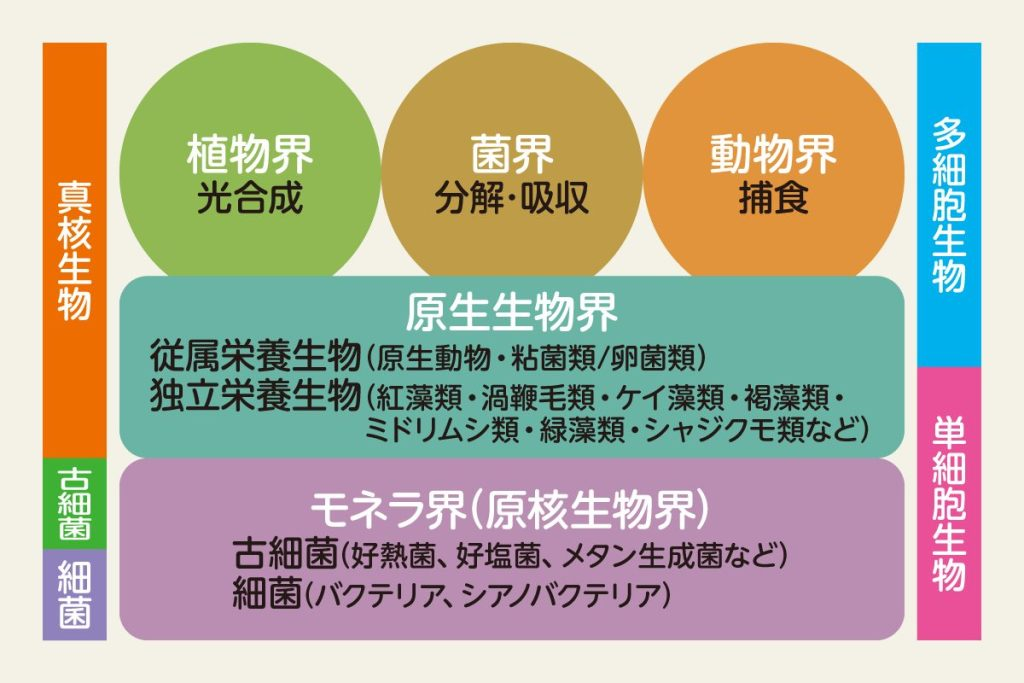 真核生物
古細菌
細菌
植物界
光合成
菌界
分解・吸収
動物界
捕食
原生生物界
従属栄養生物（原生動物・粘菌類/卵菌類）
独立栄養生物（紅藻類・渦鞭毛類・ケイ藻類・褐藻類・
ミドリムシ類・緑藻類・シャジクモ類など）
モネラ界（原核生物界）
古細菌（好熱菌、好塩菌、メタン生成菌など）
細菌（バクテリア、シアノバクテリア）
多細胞生物
単細胞生物